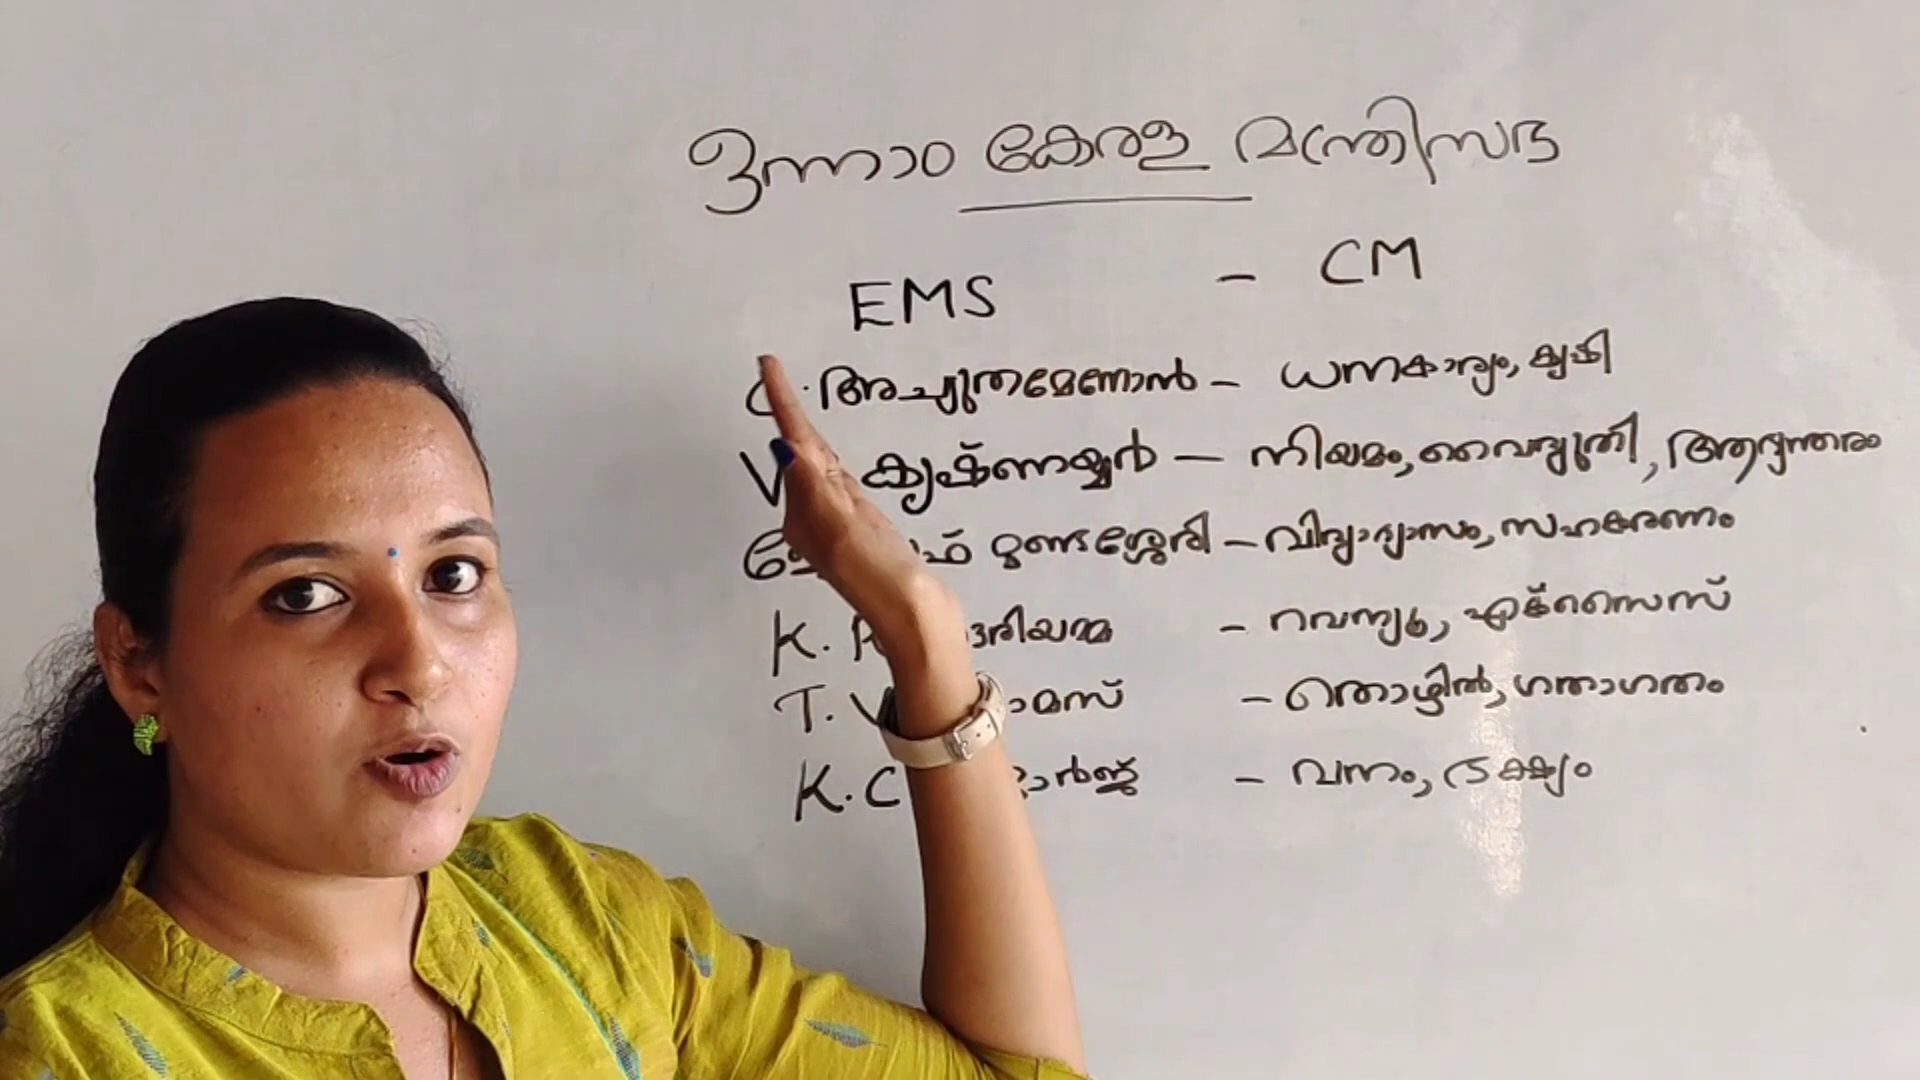 ഒന്നാം കേരള മന്ത്രിസഭ
EMS - CM
C. അച്യുതമേനോൻ - ധനകാര്യം, കൃഷി
കൃഷ്ണയ്യർ - നിയമം, വൈദ്യുതി, ആഭ്യന്തരം
മുണ്ടശ്ശേരി - വിദ്യാഭ്യാസം, സഹകരണം
K. - റവന്യൂ, എക്സൈസ്
T. V - തൊഴിൽ, ഗതാഗതം
K. C - വനം, ഭക്ഷ്യം